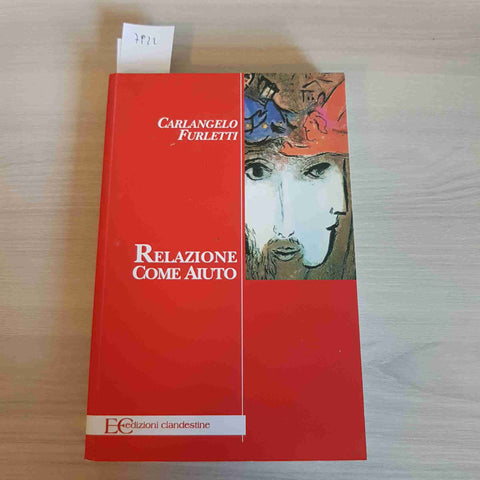 7922
CARLANGELO
FURLETTI
RELAZIONE
COME AIUTO
EC edizioni clandestine